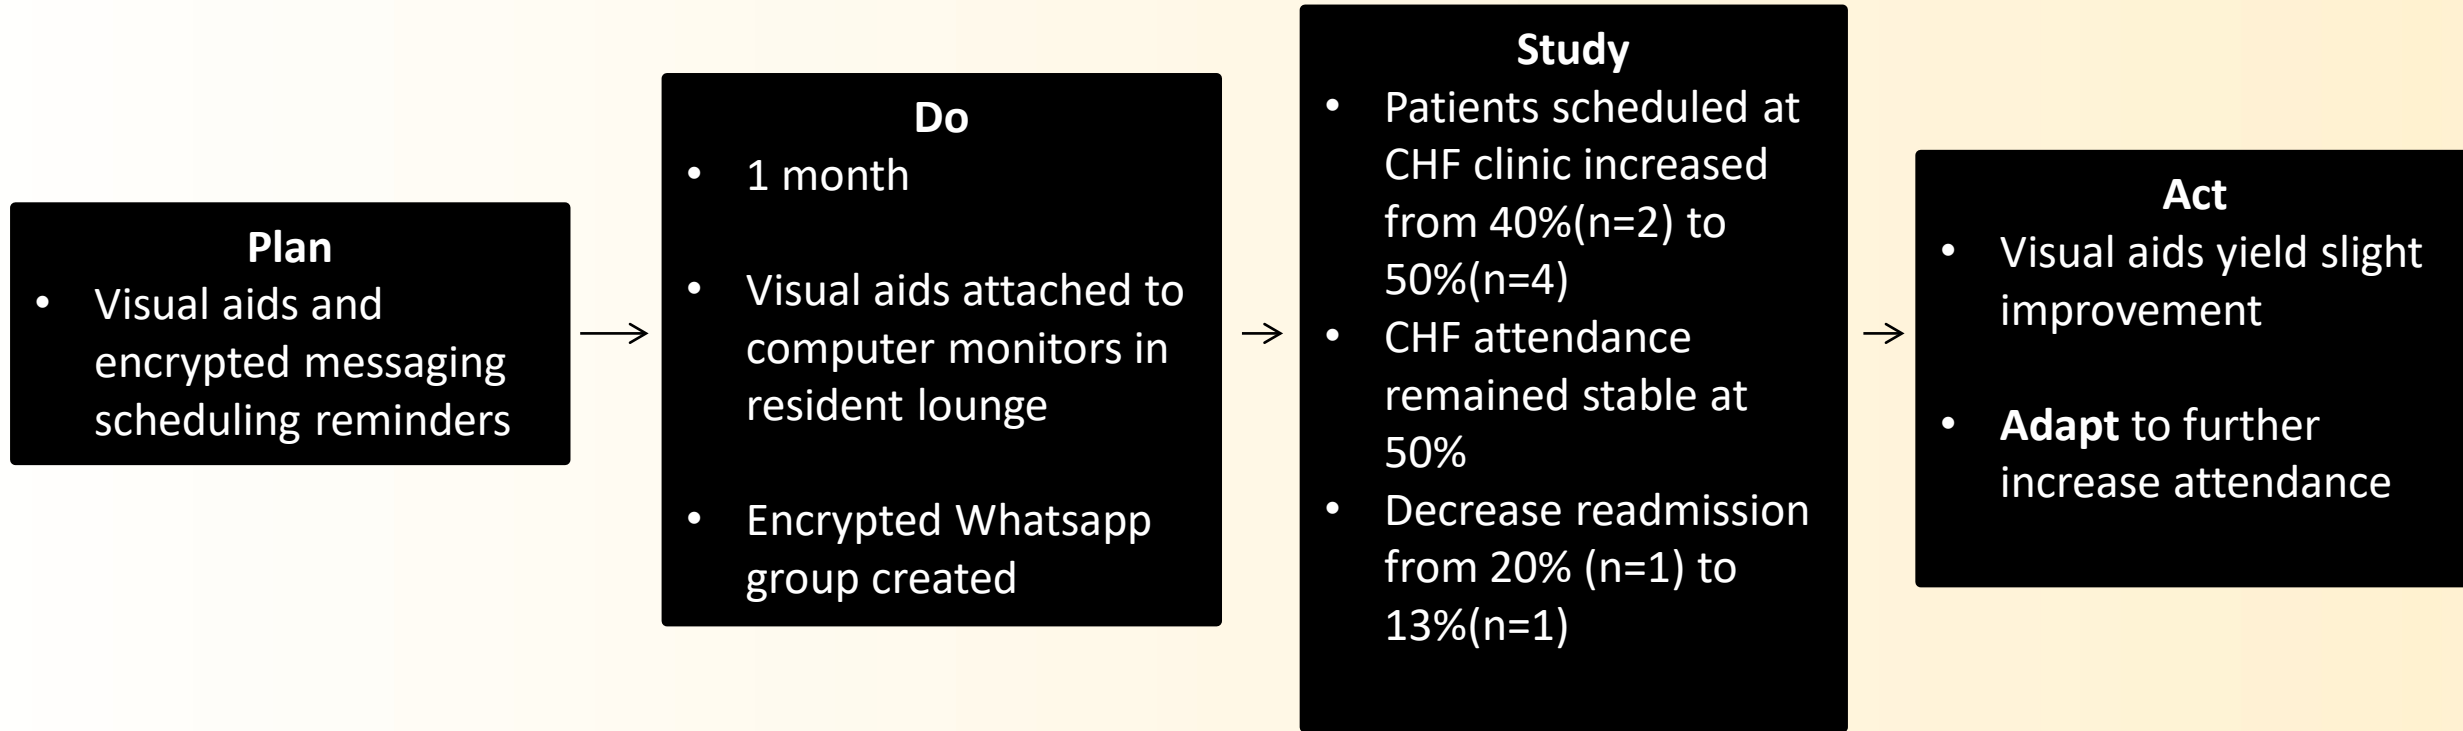 Plan
• Visual aids and
encrypted messaging
scheduling reminders
Do
• 1 month
• Visual aids attached to
computer monitors in
resident lounge
• Encrypted Whatsapp
group created
Study
• Patients scheduled at
CHF clinic increased
from 40%(n=2) to
50%(n=4)
• CHF attendance
remained stable at
50%
• Decrease readmission
from 20% (n=1) to
13%(n=1)
Act
• Visual aids yield slight
improvement
• Adapt to further
increase attendance